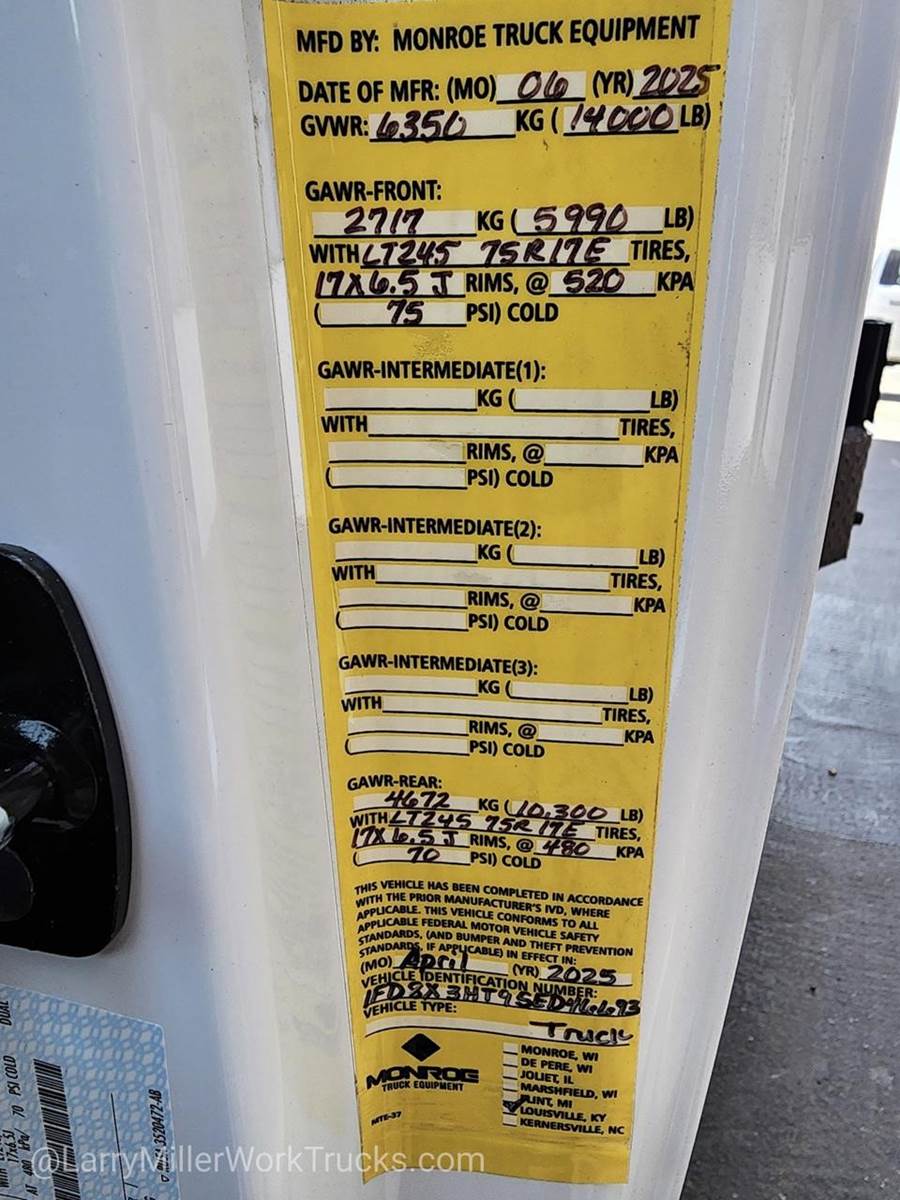 MFD BY: MONROE TRUCK EQUIPMENT
DATE OF MFR: (MO) 06 (YR) 2025
GVWR: 6350 KG (14000 LB)
GAWR-FRONT:
2717 KG (5990 LB)
WITH LT245 75R17E TIRES,
17X6.5 J RIMS, @ 520 KPA
(75 PSI) COLD
GAWR-INTERMEDIATE(1):
KG ( LB)
WITH TIRES,
RIMS, @ KPA
( PSI) COLD
GAWR-INTERMEDIATE(2):
KG ( LB)
WITH TIRES,
RIMS, @ KPA
( PSI) COLD
GAWR-INTERMEDIATE(3):
KG ( LB)
WITH TIRES,
RIMS, @ KPA
( PSI) COLD
GAWR-REAR:
4672 KG (10,300 LB)
WITH LT245 75R 17E TIRES,
17X6.5 J RIMS, @ 480 KPA
(70 PSI) COLD
THIS VEHICLE HAS BEEN COMPLETED IN ACCORDANCE
WITH THE PRIOR MANUFACTURER'S IVD, WHERE
APPLICABLE. THIS VEHICLE CONFORMS TO ALL
APPLICABLE FEDERAL MOTOR VEHICLE SAFETY
STANDARDS, (AND BUMPER AND THEFT PREVENTION
STANDARDS, IF APPLICABLE) IN EFFECT IN:
(MO) April (YR) 2025
VEHICLE IDENTIFICATION NUMBER:
1FD8X3HT9SED46693
VEHICLE TYPE:
Truck
MONROE
TRUCK EQUIPMENT
MONROE, WI
DE PERE, WI
JOLIET, IL
MARSHFIELD, WI
FLINT, MI
LOUISVILLE, KY
KERNERSVILLE, NC
MTE-37
DUAL
70 PSI COLD
17x6.5J
@LarryMillerWorkTrucks.com